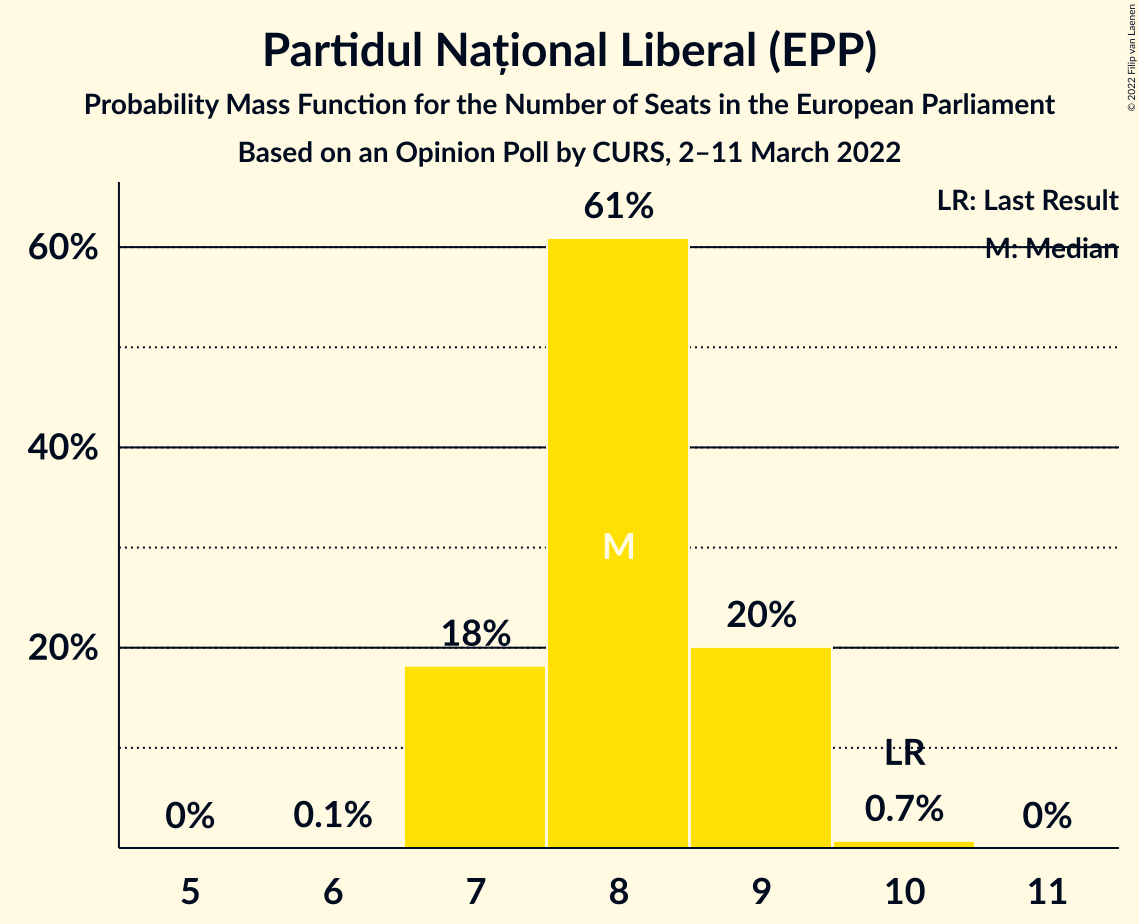 Partidul Național Liberal (EPP)
Probability Mass Function for the Number of Seats in the European Parliament
Based on an Opinion Poll by CURS, 2–11 March 2022
© 2022 Filip van Laenen
LR: Last Result
M: Median
60%
40%
20%
0%
0.1%
18%
61%
M
20%
LR
0.7%
0%
5
6
7
8
9
10
11